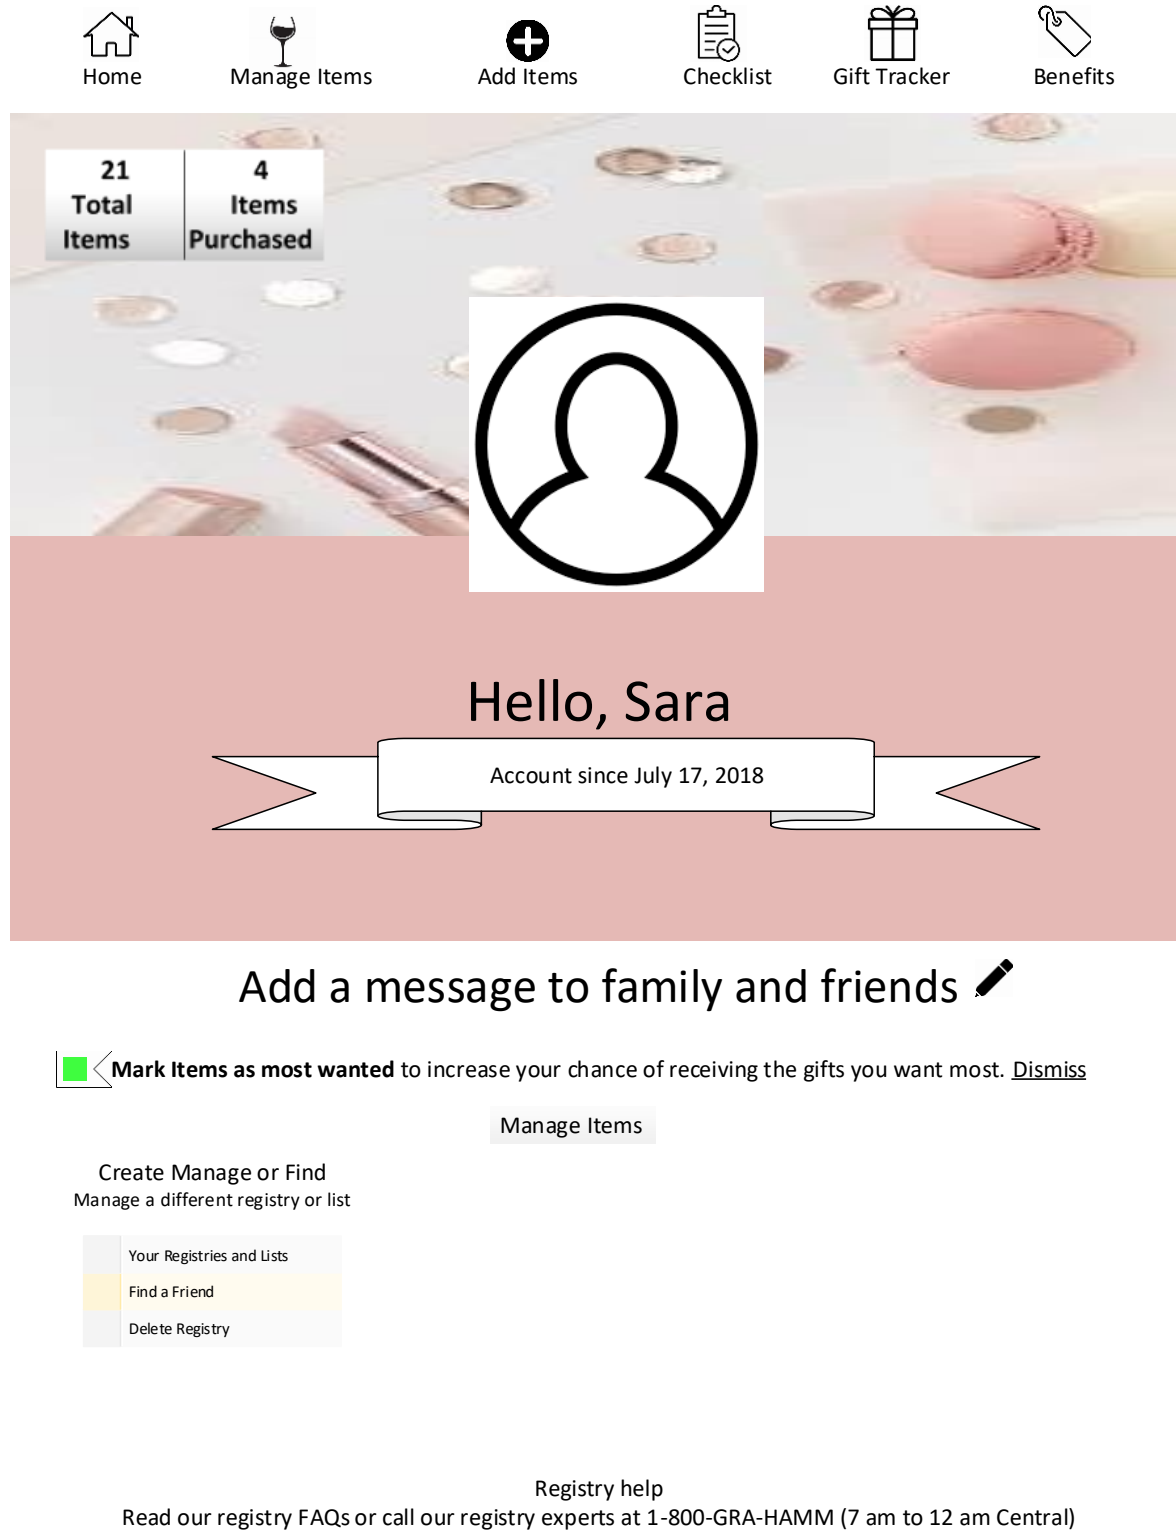 Home
Manage Items
Add Items
Checklist
Gift Tracker
Benefits
21 Total Items
4 Items Purchased
Hello, Sara
Account since July 17, 2018
Add a message to family and friends
Mark Items as most wanted to increase your chance of receiving the gifts you want most. Dismiss
Manage Items
Create Manage or Find
Manage a different registry or list
Your Registries and Lists
Find a Friend
Delete Registry
Registry help
Read our registry FAQs or call our registry experts at 1-800-GRA-HAMM (7 am to 12 am Central)